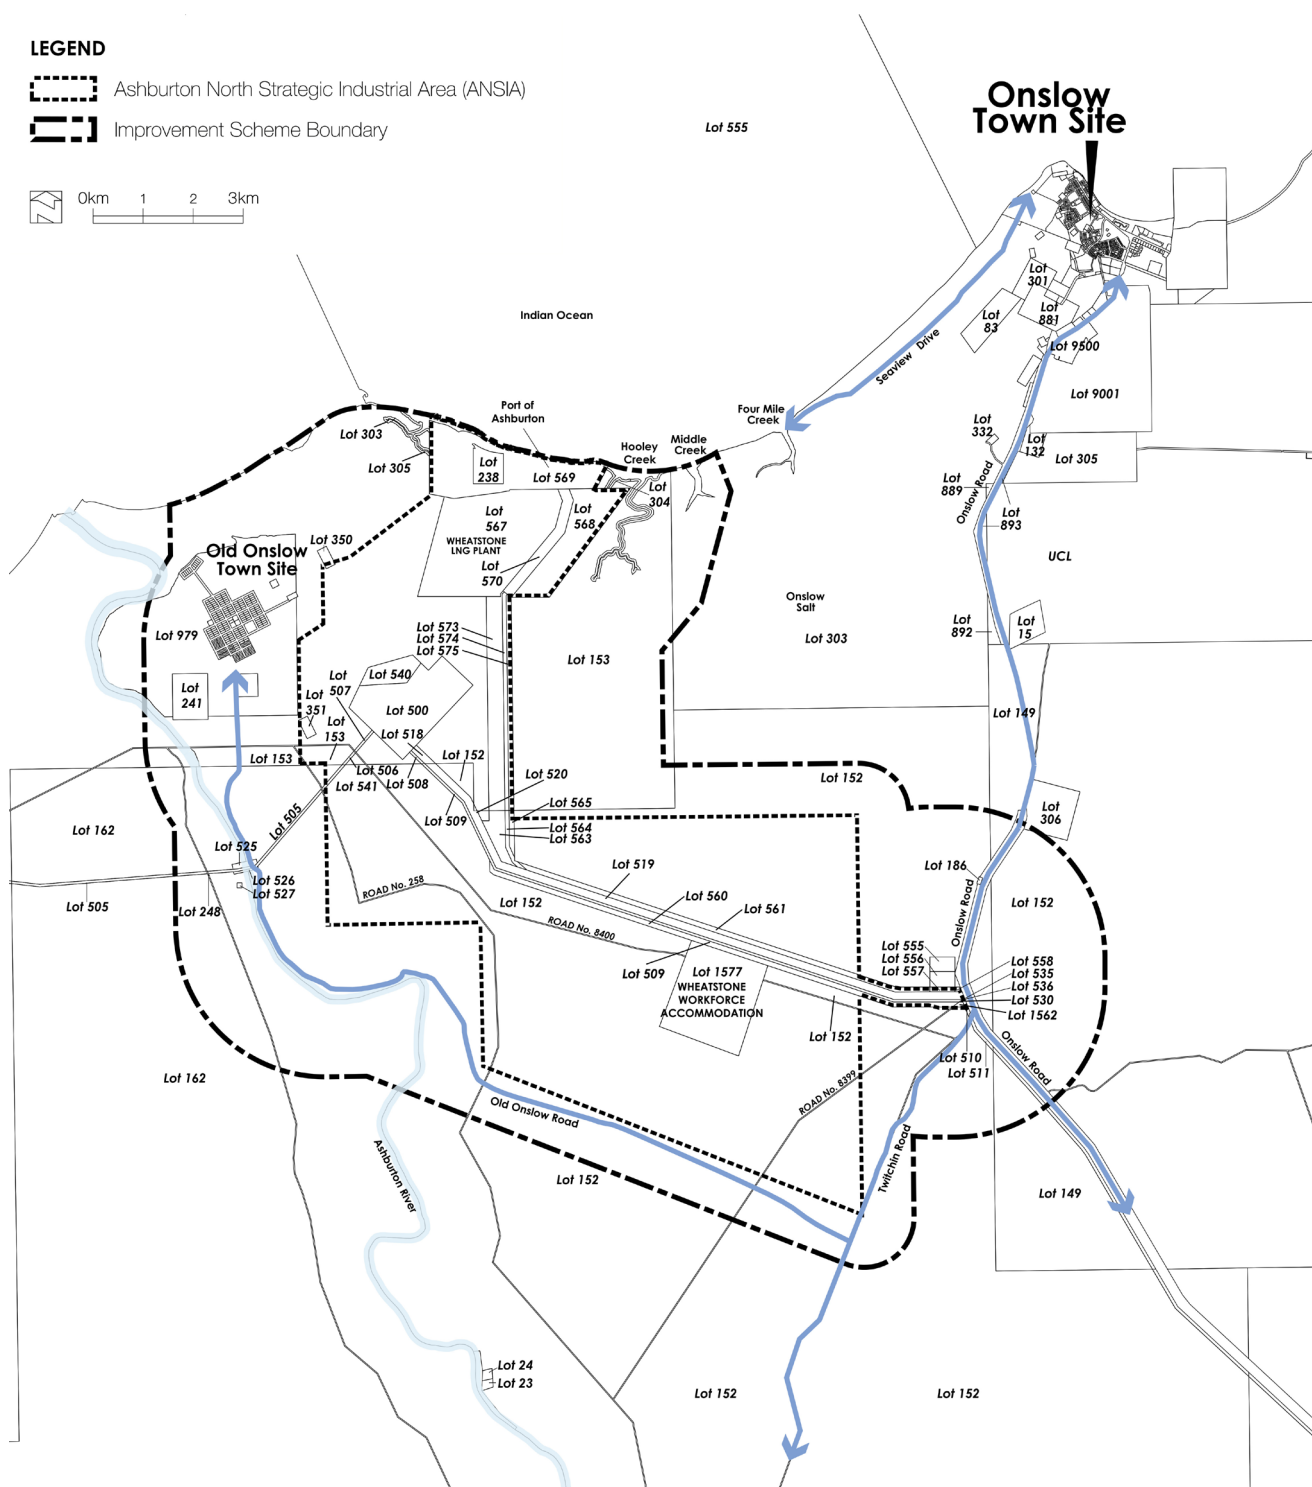 LEGEND
Ashburton North Strategic Industrial Area (ANSIA)
Improvement Scheme Boundary
0km 1 2 3km
Onslow
Town Site
Lot 555
Indian Ocean
Lot
301
Lot
83
Lot
881
Lot 9500
Lot 9001
Seaview Drive
Port of
Ashburton
Four Mile
Creek
Hooley
Creek
Middle
Creek
Lot 303
Lot 305
Lot
238
Lot 569
Lot
304
Lot
332
Lot
132
Lot 305
Lot
889
Onslow Road
Lot
893
Lot
567
Lot
568
WHEATSTONE
LNG PLANT
Lot
570
Lot 350
Old Onslow
Town Site
UCL
Onslow
Salt
Lot 303
Lot
892
Lot
15
Lot 979
Lot 573
Lot 574
Lot 575
Lot 153
Lot
241
Lot
507
Lot 540
Lot 500
Lot
351
Lot
153
Lot 518
Lot 149
Lot 153
Lot 506
Lot 541
Lot 508
Lot 152
Lot 520
Lot 152
Lot 509
Lot 565
Lot 564
Lot 563
Lot
306
Lot 162
Lot 505
Lot 525
Lot 526
Lot 527
Lot 505
Lot 248
ROAD No. 258
Lot 519
Lot 186
Lot 152
Lot 560
Lot 561
Lot 152
ROAD No. 8400
Onslow Road
Lot 509
Lot 1577
WHEATSTONE
WORKFORCE
ACCOMMODATION
Lot 555
Lot 556
Lot 557
Lot 558
Lot 535
Lot 536
Lot 530
Lot 1562
Lot 152
Lot 510
Lot 511
Onslow Road
Lot 162
ROAD No. 8399
Old Onslow Road
Ashburton River
Twitchin Road
Lot 152
Lot 149
Lot 24
Lot 23
Lot 152
Lot 152